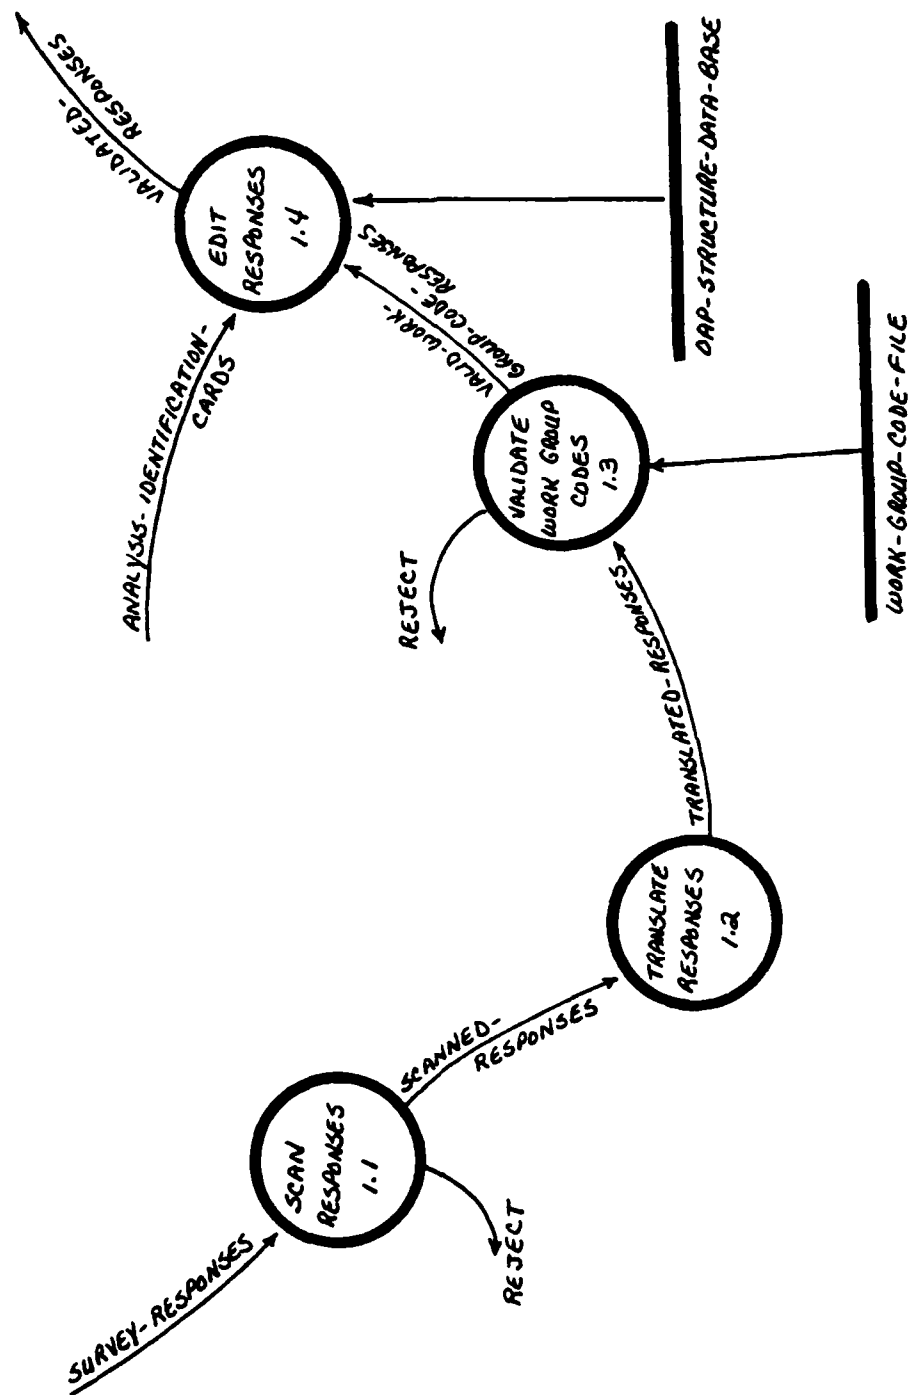 SURVEY-RESPONSES
SCAN
RESPONSES
1.1
REJECT
SCANNED-
RESPONSES
TRANSLATE
RESPONSES
1.2
TRANSLATED-RESPONSES
VALIDATE
WORK GROUP
CODES
1.3
REJECT
WORK-GROUP-CODE-FILE
VALID-WORK-
GROUP-CODE-
RESPONSES
ANALYSIS-IDENTIFICATION-
CARDS
EDIT
RESPONSES
1.4
OAP-STRUCTURE-DATA-BASE
VALIDATED-
RESPONSES